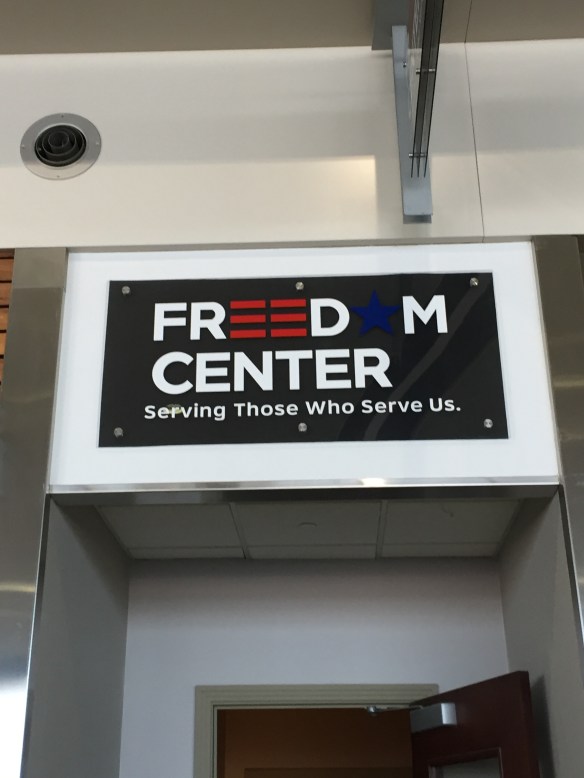 FREEDOM
CENTER
Serving Those Who Serve Us.